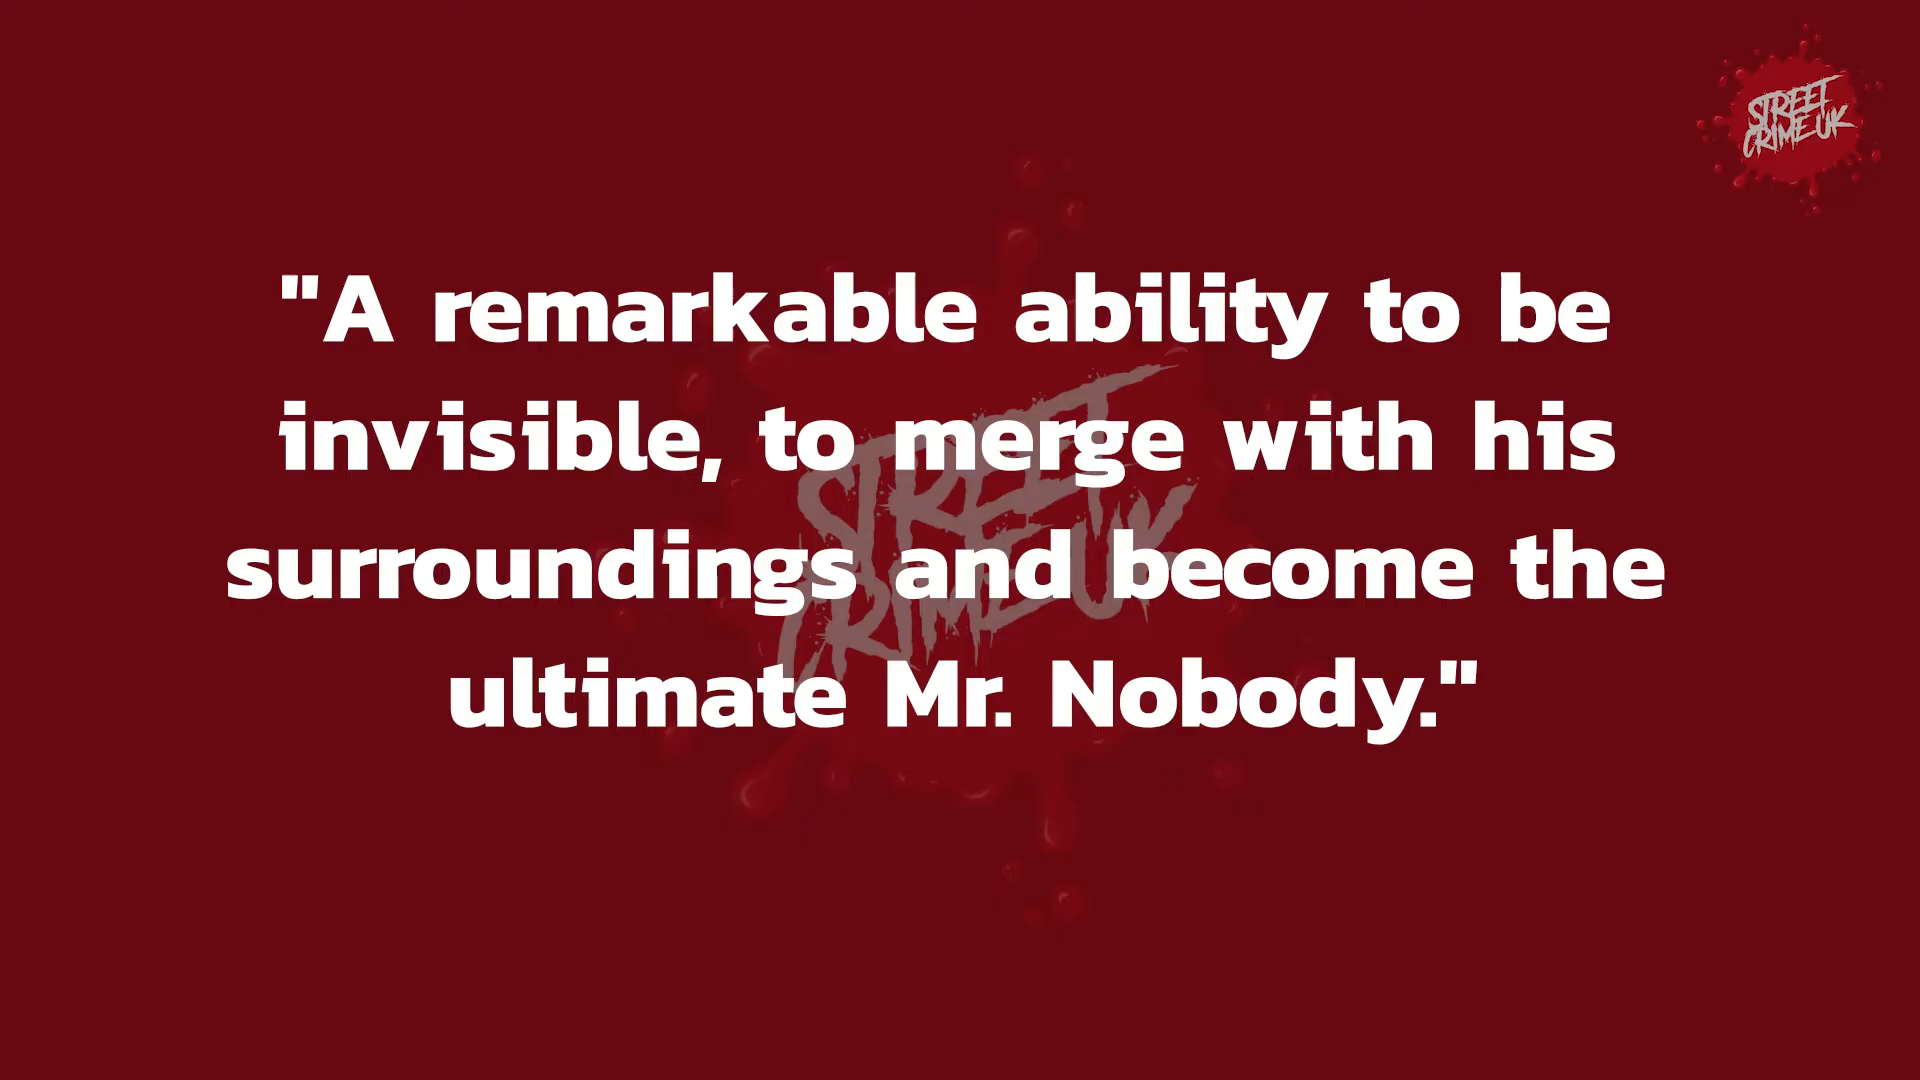 STREET
CRIME UK
"A remarkable ability to be
invisible, to merge with his
surroundings and become the
ultimate Mr. Nobody."
STREET
CRIME UK